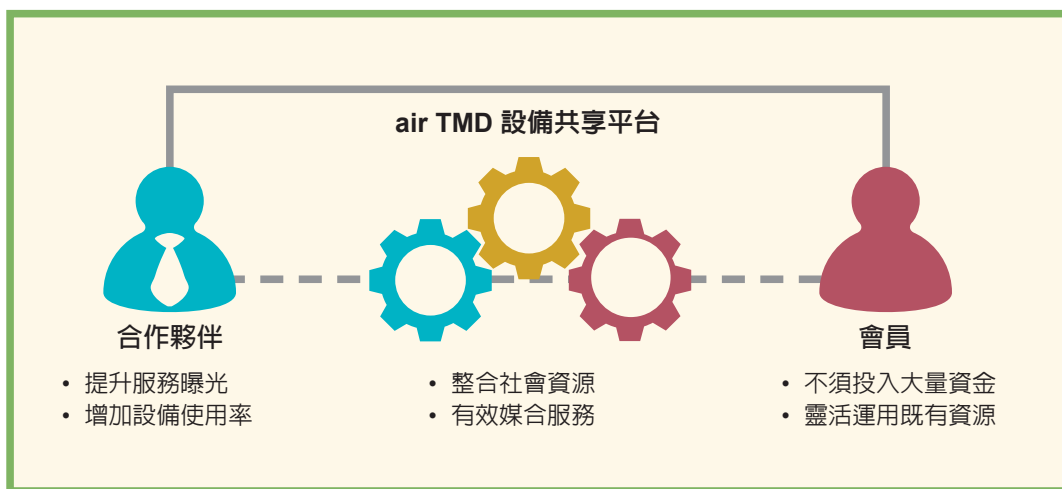 air TMD 設備共享平台
合作夥伴
• 提升服務曝光
• 增加設備使用率
• 整合社會資源
• 有效媒合服務
會員
• 不須投入大量資金
• 靈活運用既有資源